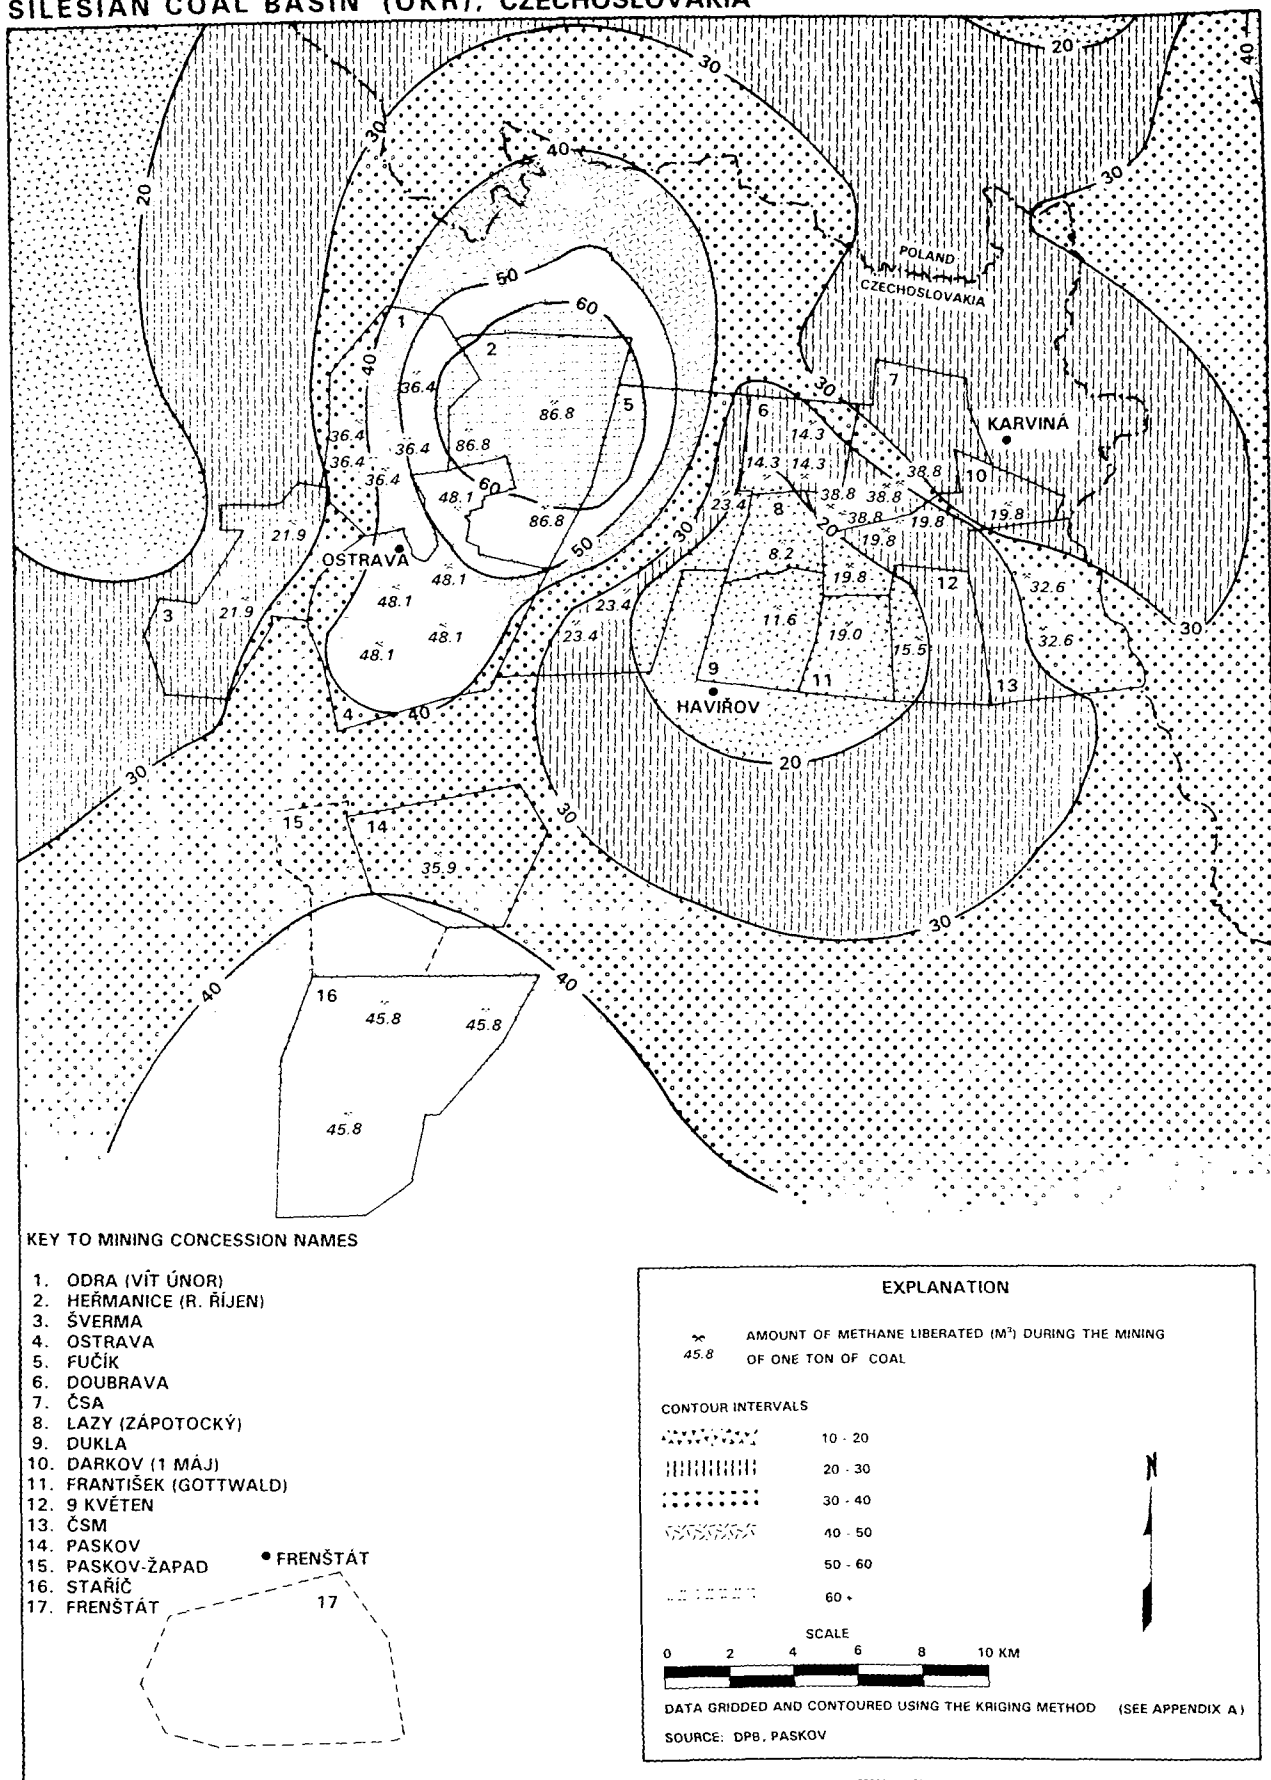 SILESIAN COAL BASIN (OKR), CZECHOSLOVAKIA
20
40
30
30
40
20
30
POLAND
CZECHOSLOVAKIA
50
60
1
2
40
30
7
36.4
5
6
86.8
KARVINÁ
36.4
14.3
36.4
86.8
36.4
14.3
14.3
38.8
10
36.4
60
48.1
38.8
38.8
23.4
8
19.8
86.8
38.8
19.8
20
30
21.9
19.8
50
OSTRAVA
8.2
48.1
19.8
12
32.6
48.1
23.4
3
21.9
11.6
30
48.1
23.4
19.0
32.6
48.1
15.5
9
11
13
HAVIŘOV
4
40
20
30
30
15
14
35.9
30
40
40
16
45.8
45.8
45.8
KEY TO MINING CONCESSION NAMES
1. ODRA (VÍT ÚNOR)
2. HEŘMANICE (R. ŘÍJEN)
3. ŠVERMA
4. OSTRAVA
5. FUČÍK
6. DOUBRAVA
7. ČSA
8. LAZY (ZÁPOTOCKÝ)
9. DUKLA
10. DARKOV (1 MÁJ)
11. FRANTIŠEK (GOTTWALD)
12. 9 KVĚTEN
13. ČSM
14. PASKOV
15. PASKOV-ŽAPAD
16. STAŘÍČ
17. FRENŠTÁT
FRENŠTÁT
17
EXPLANATION
45.8
AMOUNT OF METHANE LIBERATED (M³) DURING THE MINING
OF ONE TON OF COAL
CONTOUR INTERVALS
10 - 20
20 - 30
30 - 40
40 - 50
50 - 60
60 +
N
SCALE
0 2 4 6 8 10 KM
DATA GRIDDED AND CONTOURED USING THE KRIGING METHOD (SEE APPENDIX A)
SOURCE: DPB, PASKOV